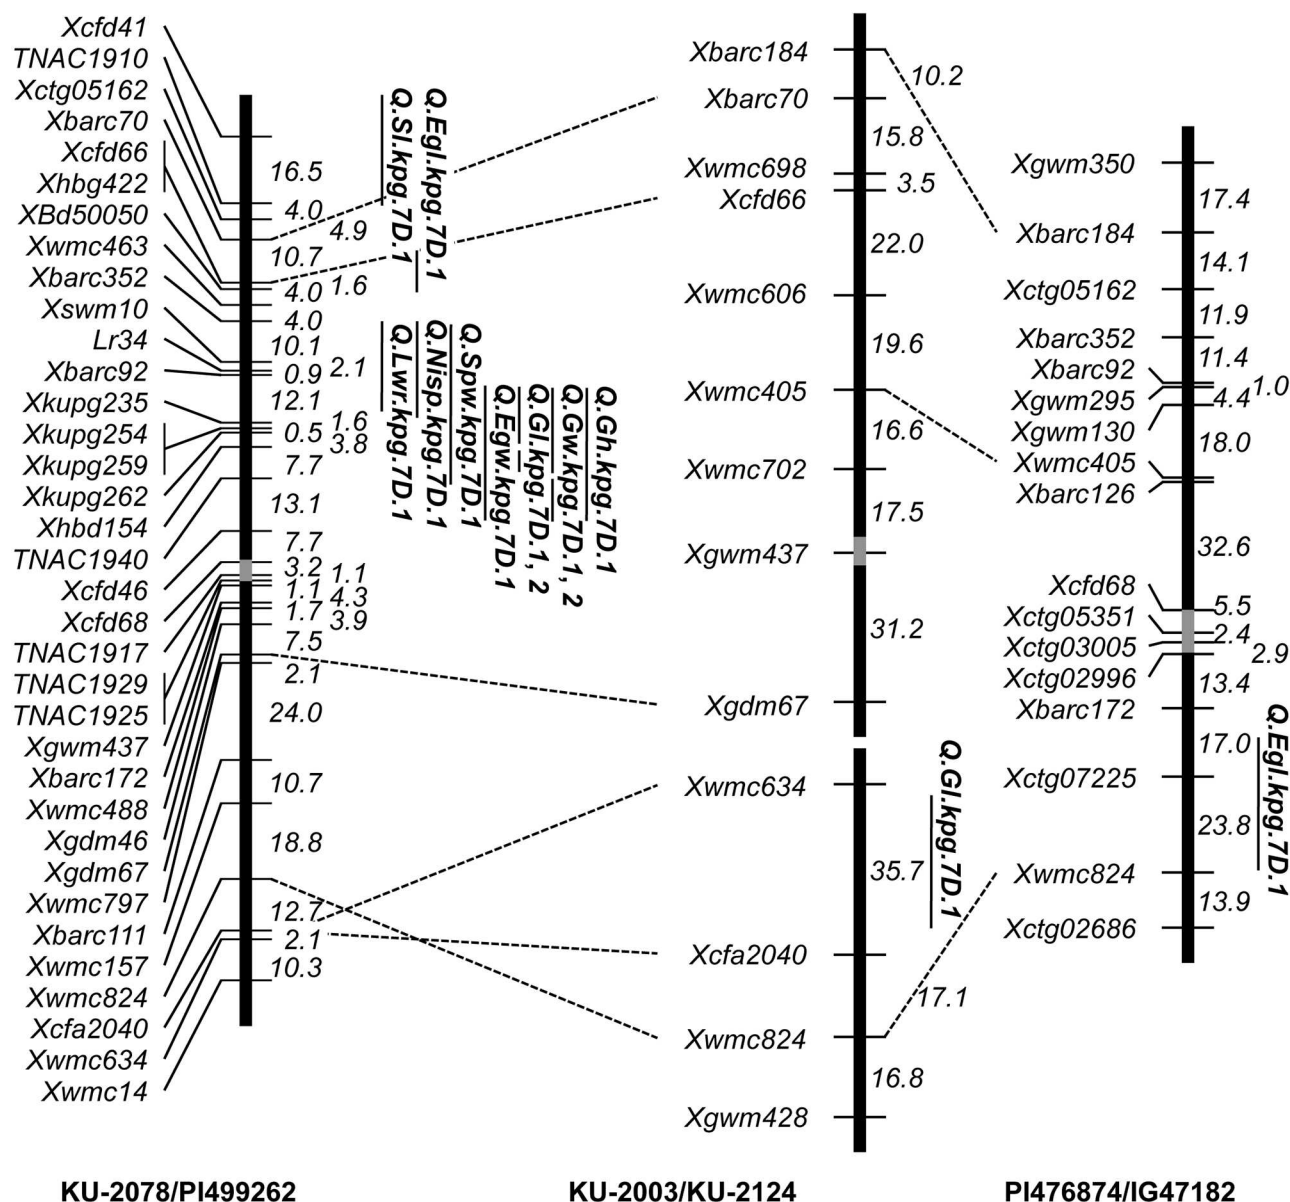 Xcfd41
TNAC1910
Xctg05162
Xbarc70
Xcfd66
Xhbg422
XBd50050
Xwmc463
Xbarc352
Xswm10
Lr34
Xbarc92
Xkupg235
Xkupg254
Xkupg259
Xkupg262
Xhbd154
TNAC1940
Xcfd46
Xcfd68
TNAC1917
TNAC1929
TNAC1925
Xgwm437
Xbarc172
Xwmc488
Xgdm46
Xgdm67
Xwmc797
Xbarc111
Xwmc157
Xwmc824
Xcfa2040
Xwmc634
Xwmc14
16.5
4.0
4.9
10.7
1.6
4.0
4.0
10.1
2.1
0.9
12.1
1.6
0.5
3.8
7.7
13.1
7.7
3.2
1.1
1.1
4.3
1.7
3.9
7.5
2.1
24.0
10.7
18.8
12.7
2.1
10.3
Q.Sl.kpg.7D.1
Q.Egl.kpg.7D.1
Q.Lwr.kpg.7D.1
Q.Nisp.kpg.7D.1
Q.Spw.kpg.7D.1
Q.Egw.kpg.7D.1
Q.Gl.kpg.7D.1, 2
Q.Gw.kpg.7D.1, 2
Q.Gh.kpg.7D.1
KU-2078/PI499262
Xbarc184
Xbarc70
Xwmc698
Xcfd66
Xwmc606
Xwmc405
Xwmc702
Xgwm437
Xgdm67
Xwmc634
Xcfa2040
Xwmc824
Xgwm428
10.2
15.8
3.5
22.0
19.6
16.6
17.5
31.2
35.7
17.1
16.8
Q.Gl.kpg.7D.1
KU-2003/KU-2124
Xgwm350
Xbarc184
Xctg05162
Xbarc352
Xbarc92
Xgwm295
Xgwm130
Xwmc405
Xbarc126
Xcfd68
Xctg05351
Xctg03005
Xctg02996
Xbarc172
Xctg07225
Xwmc824
Xctg02686
17.4
14.1
11.9
11.4
1.0
4.4
18.0
32.6
5.5
2.4
2.9
13.4
17.0
23.8
13.9
Q.Egl.kpg.7D.1
PI476874/IG47182